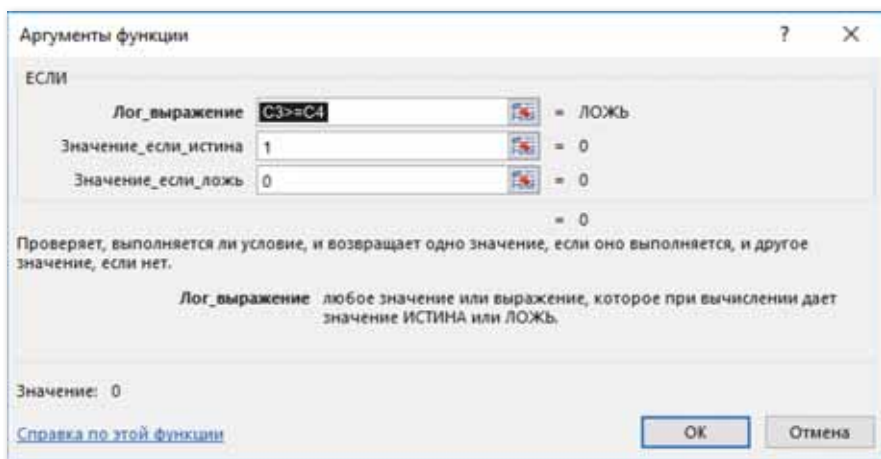 Аргументы функции ? ×
ЕСЛИ
Лог_выражение C3>=C4 = ЛОЖЬ
Значение_если_истина 1 = 0
Значение_если_ложь 0 = 0
= 0
Проверяет, выполняется ли условие, и возвращает одно значение, если оно выполняется, и другое
значение, если нет.
Лог_выражение любое значение или выражение, которое при вычислении дает
значение ИСТИНА или ЛОЖЬ.
Значение: 0
Справка по этой функции
ОК Отмена